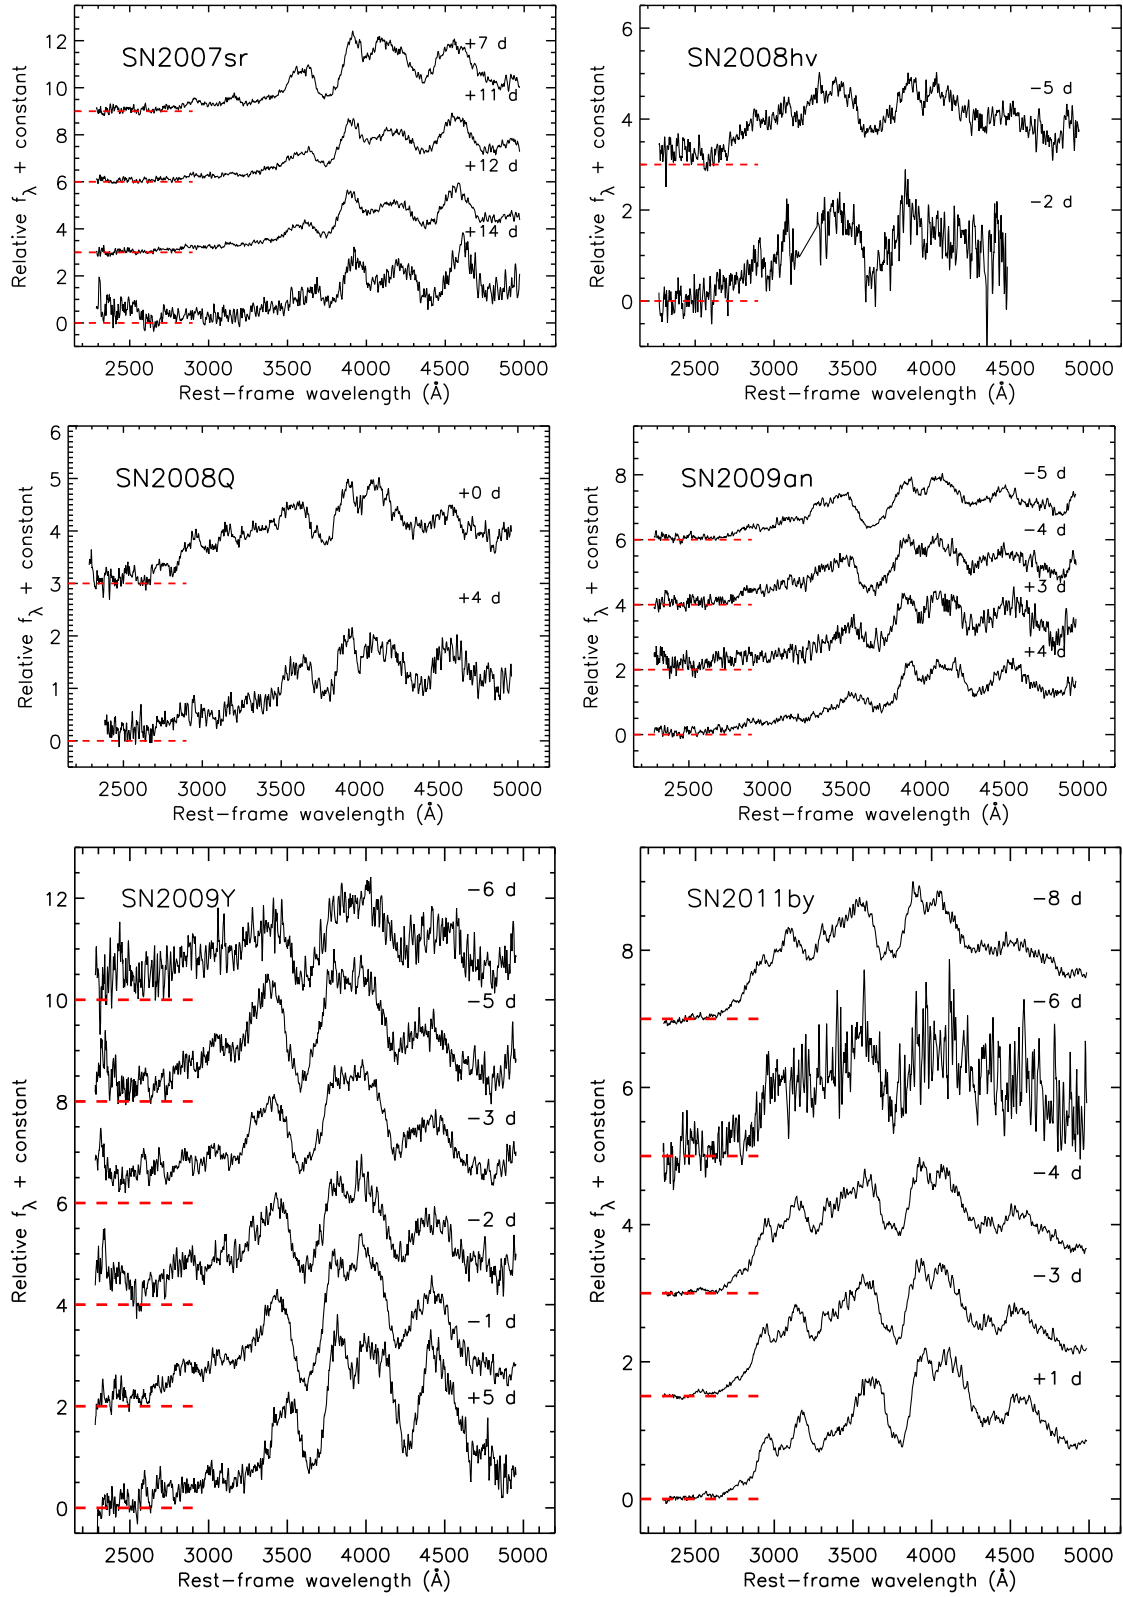 SN2007sr
+7 d
+11 d
+12 d
+14 d
12
10
8
6
4
2
0
Relative fλ + constant
2500 3000 3500 4000 4500 5000
Rest-frame wavelength (Å)
SN2008hv
-5 d
-2 d
6
4
2
0
Relative fλ + constant
2500 3000 3500 4000 4500 5000
Rest-frame wavelength (Å)
SN2008Q
+0 d
+4 d
6
5
4
3
2
1
0
Relative fλ + constant
2500 3000 3500 4000 4500 5000
Rest-frame wavelength (Å)
SN2009an
-5 d
-4 d
+3 d
+4 d
8
6
4
2
0
Relative fλ + constant
2500 3000 3500 4000 4500 5000
Rest-frame wavelength (Å)
SN2009Y
-6 d
-5 d
-3 d
-2 d
-1 d
+5 d
12
10
8
6
4
2
0
Relative fλ + constant
2500 3000 3500 4000 4500 5000
Rest-frame wavelength (Å)
SN2011by
-8 d
-6 d
-4 d
-3 d
+1 d
8
6
4
2
0
Relative fλ + constant
2500 3000 3500 4000 4500 5000
Rest-frame wavelength (Å)